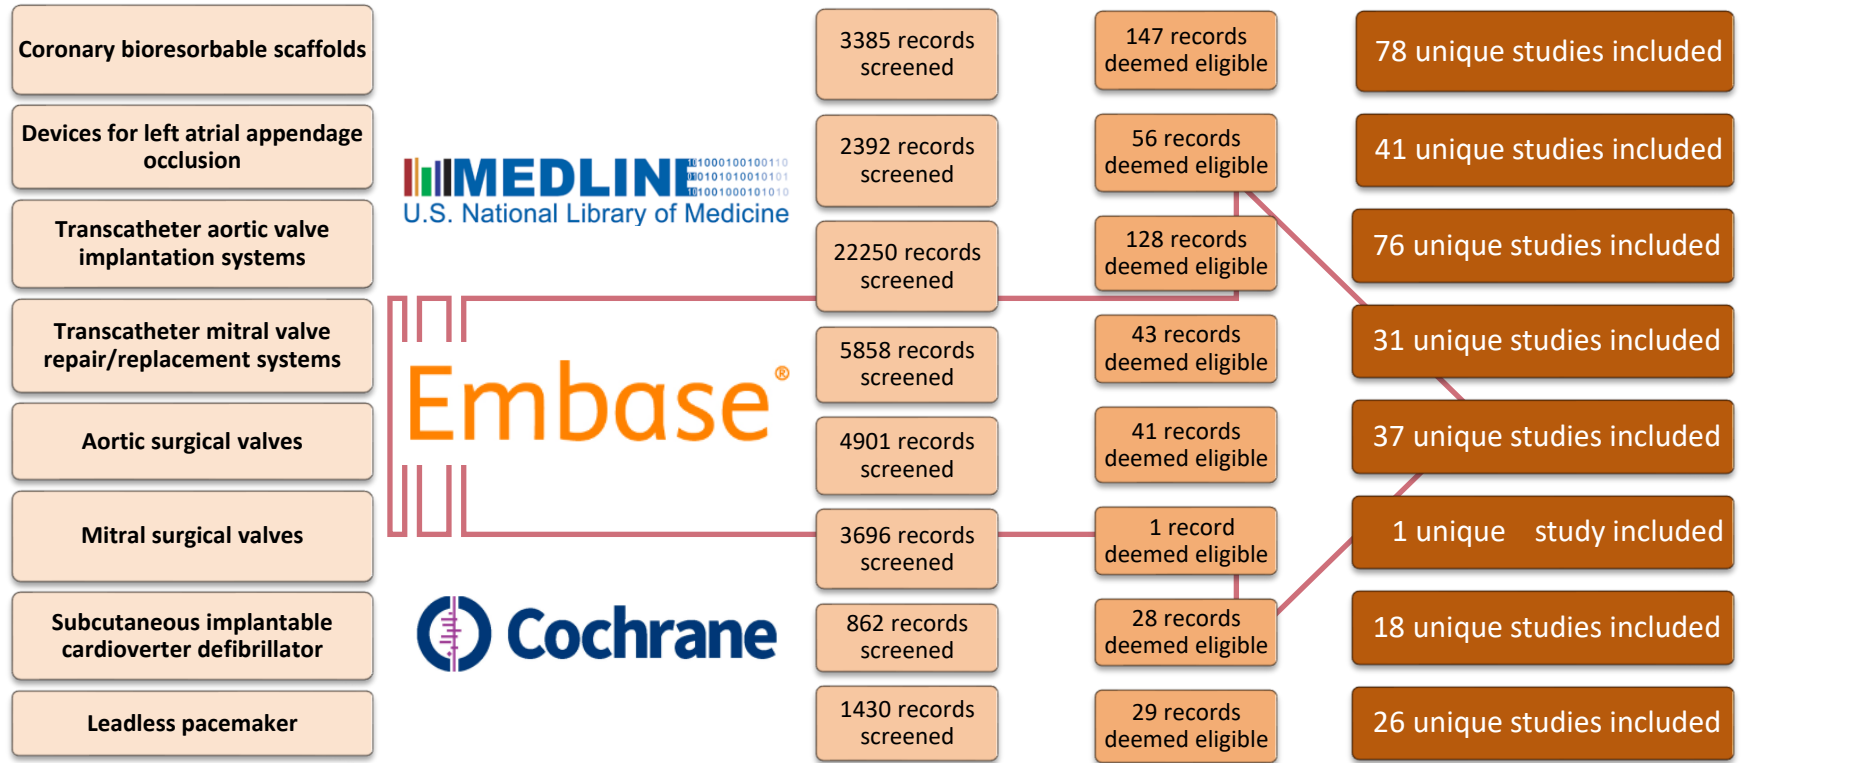 Coronary bioresorbable scaffolds
3385 records
screened
147 records
deemed eligible
78 unique studies included
Devices for left atrial appendage
occlusion
2392 records
screened
56 records
deemed eligible
41 unique studies included
MEDLINE
U.S. National Library of Medicine
Transcatheter aortic valve
implantation systems
22250 records
screened
128 records
deemed eligible
76 unique studies included
Transcatheter mitral valve
repair/replacement systems
5858 records
screened
43 records
deemed eligible
31 unique studies included
Embase®
Aortic surgical valves
4901 records
screened
41 records
deemed eligible
37 unique studies included
Mitral surgical valves
3696 records
screened
1 record
deemed eligible
1 unique study included
Subcutaneous implantable
cardioverter defibrillator
Cochrane
862 records
screened
28 records
deemed eligible
18 unique studies included
Leadless pacemaker
1430 records
screened
29 records
deemed eligible
26 unique studies included